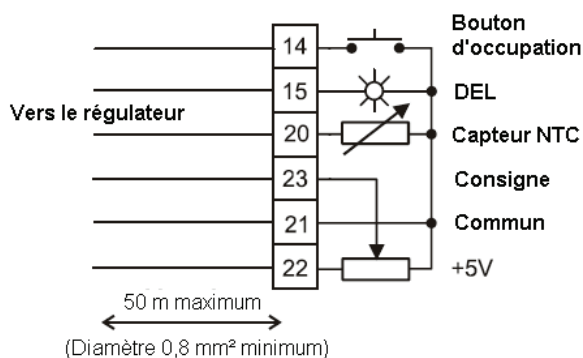 Bouton
d'occupation
14
15
DEL
Vers le régulateur
20
Capteur NTC
23
Consigne
21
Commun
22
+5V
50 m maximum
(Diamètre 0,8 mm² minimum)